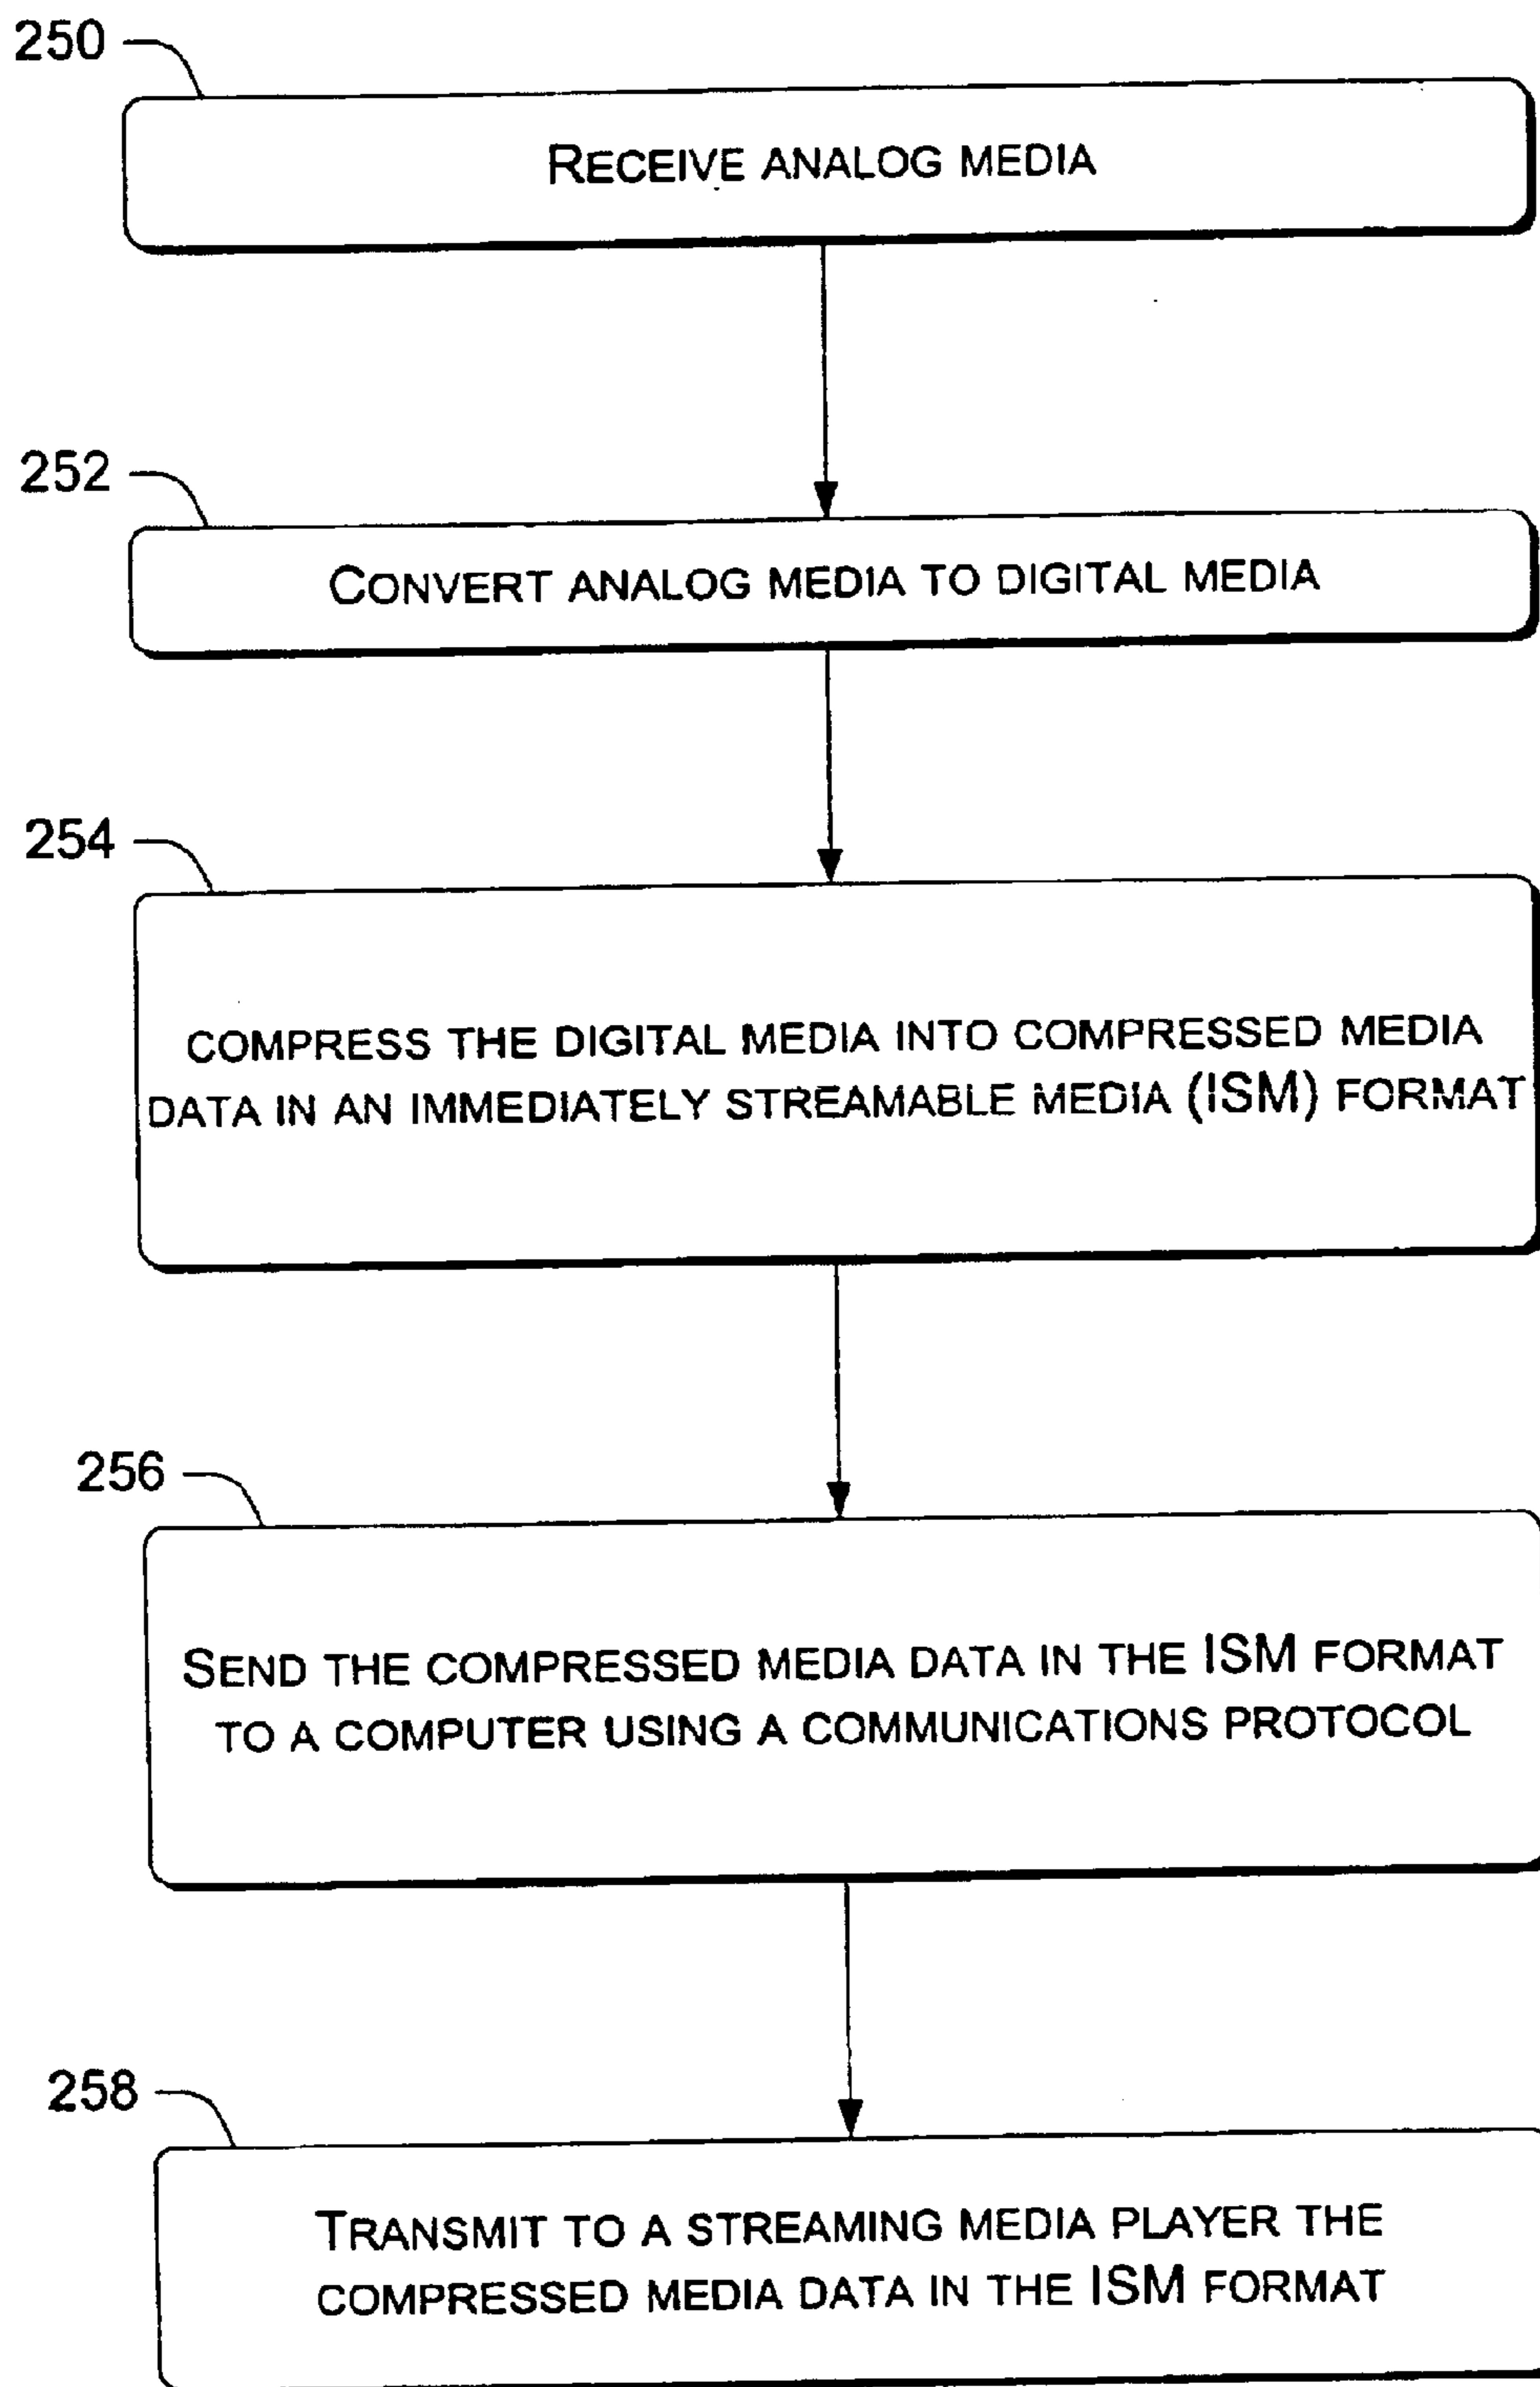 250
RECEIVE ANALOG MEDIA
252
CONVERT ANALOG MEDIA TO DIGITAL MEDIA
254
COMPRESS THE DIGITAL MEDIA INTO COMPRESSED MEDIA
DATA IN AN IMMEDIATELY STREAMABLE MEDIA (ISM) FORMAT
256
SEND THE COMPRESSED MEDIA DATA IN THE ISM FORMAT
TO A COMPUTER USING A COMMUNICATIONS PROTOCOL
258
TRANSMIT TO A STREAMING MEDIA PLAYER THE
COMPRESSED MEDIA DATA IN THE ISM FORMAT